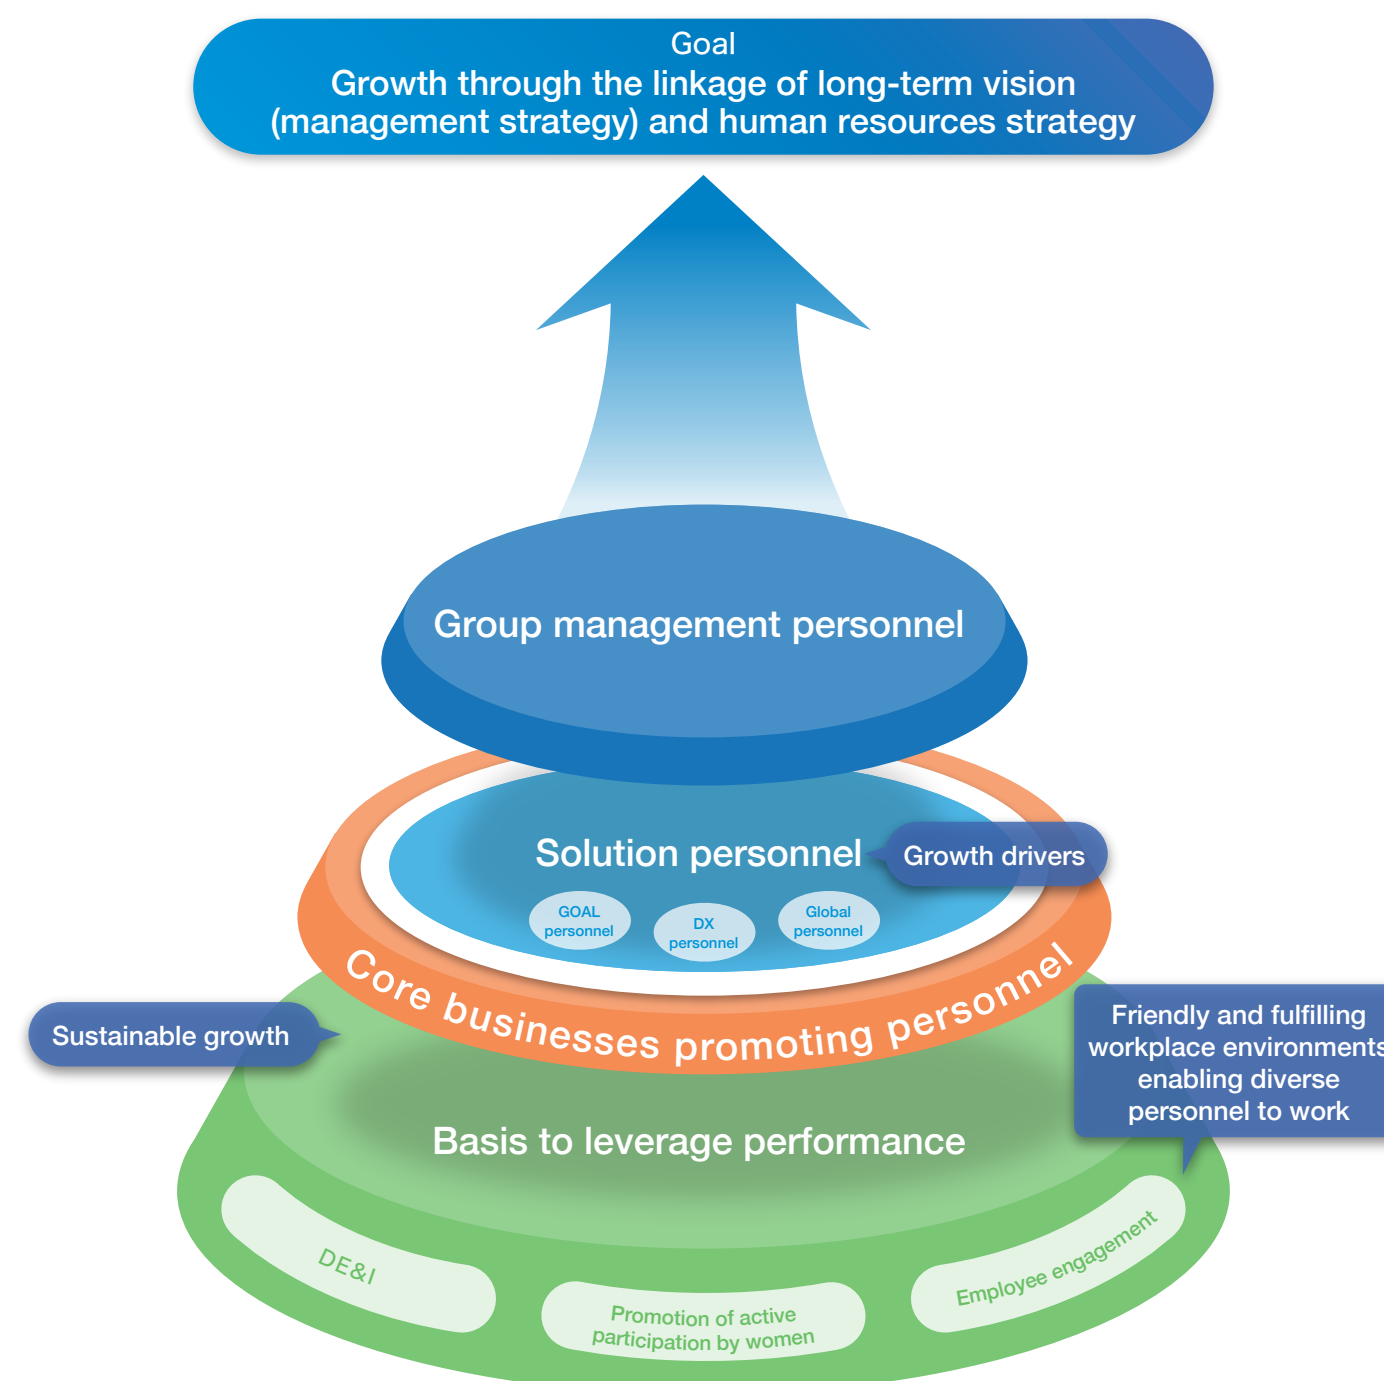 Goal
Growth through the linkage of long-term vision
(management strategy) and human resources strategy
Group management personnel
Solution personnel
Growth drivers
GOAL
personnel
DX
personnel
Global
personnel
Core businesses promoting personnel
Sustainable growth
Friendly and fulfilling
workplace environments
enabling diverse
personnel to work
Basis to leverage performance
DE&I
Promotion of active
participation by women
Employee engagement